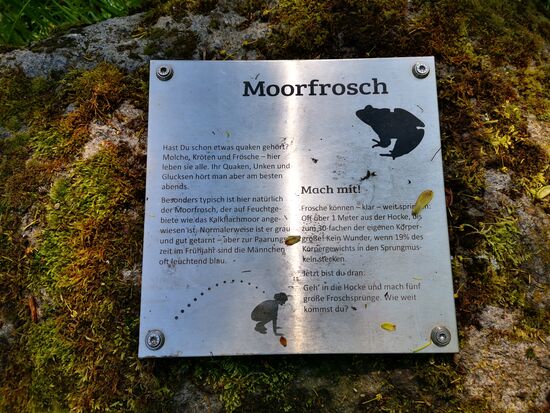 Moorfrosch
Hast Du schon etwas quaken gehört?
Molche, Kröten und Frösche – hier
leben sie alle. Ihr Quaken, Unken und
Glucksen hört man aber am besten
abends.
Besonders typisch ist hier natürlich
der Moorfrosch, der auf Feuchtge-
biete wie das Kalkflachmoor ange-
wiesen ist. Normalerweise ist er grau
und gut getarnt – aber zur Paarungs-
zeit im Frühjahr sind die Männchen
oft leuchtend blau.
Mach mit!
Frösche können – klar – weit springen:
Oft über 1 Meter aus der Hocke, bis
zum 30-fachen der eigenen Körper-
größe! Kein Wunder, wenn 19% des
Körpergewichts in den Sprungmus-
keln stecken.
Jetzt bist du dran:
Geh’ in die Hocke und mach fünf
große Froschsprünge. Wie weit
kommst du?